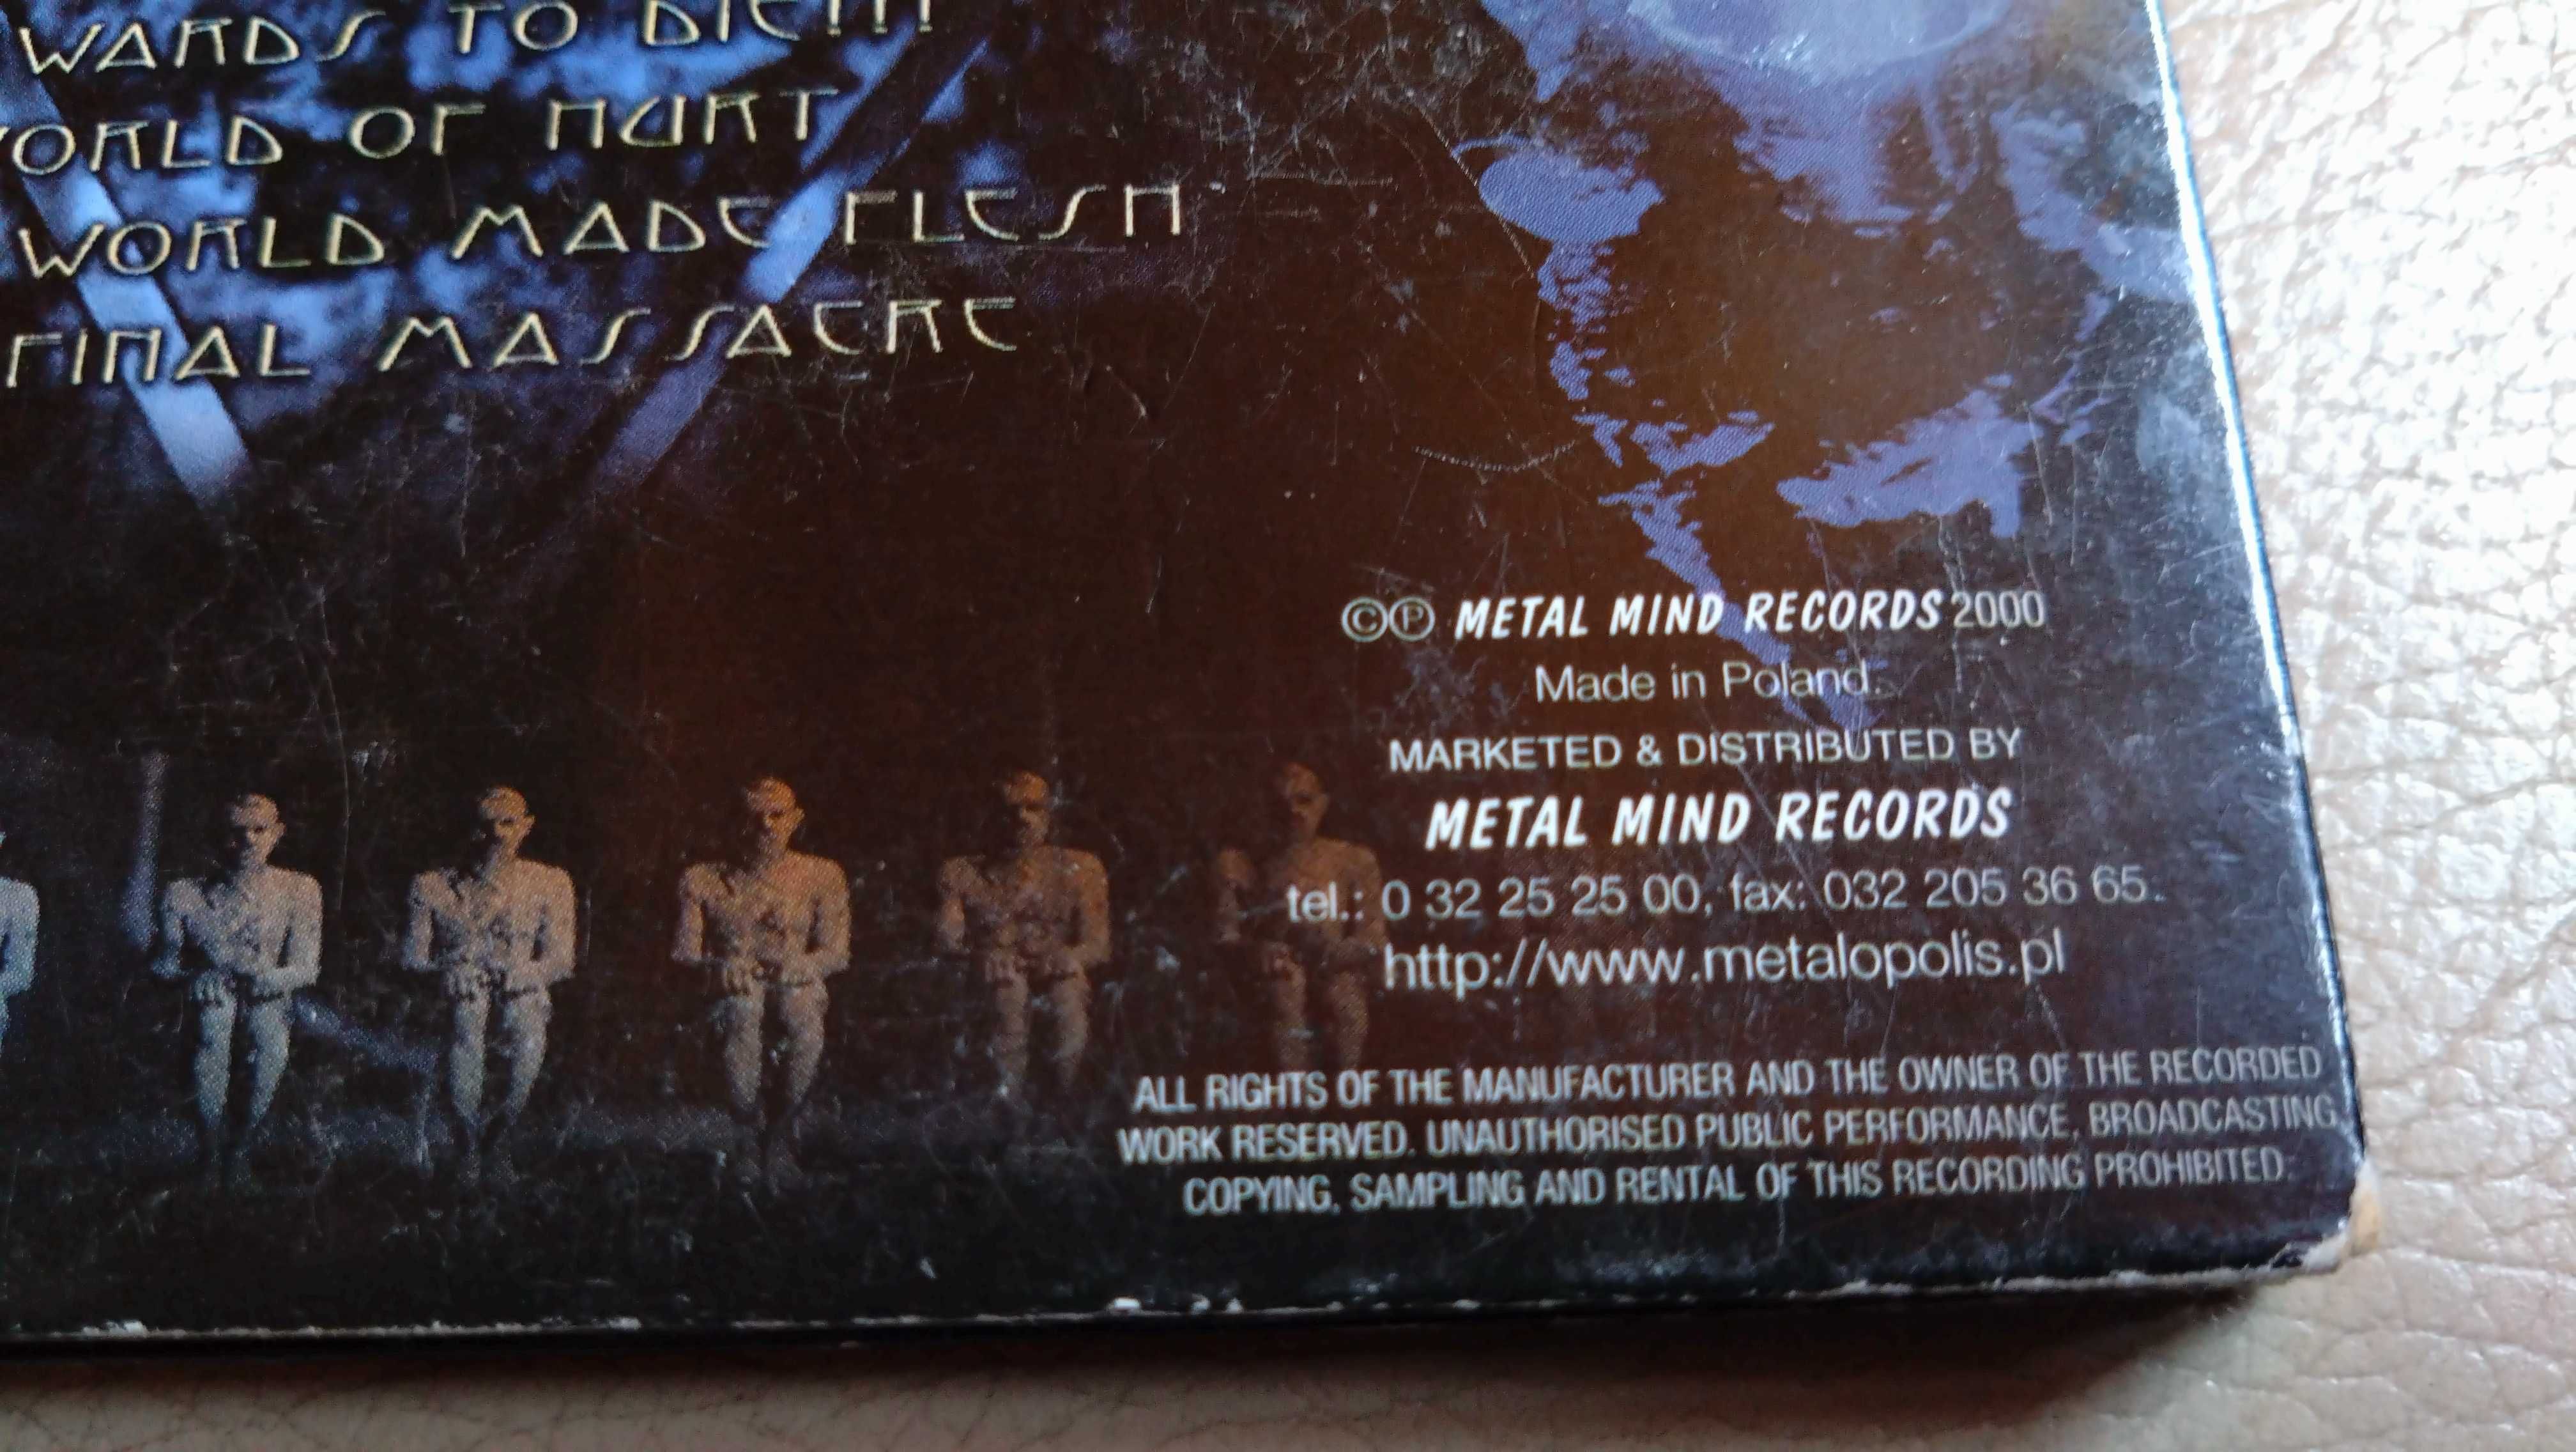 WARDS TO DIE!!!
WORLD OF HURT
WORLD MADE FLESH
FINAL MASSACRE
©℗ METAL MIND RECORDS 2000
Made in Poland.
MARKETED & DISTRIBUTED BY
METAL MIND RECORDS
tel.: 0 32 25 25 00, fax: 032 205 36 65.
http://www.metalopolis.pl
ALL RIGHTS OF THE MANUFACTURER AND THE OWNER OF THE RECORDED
WORK RESERVED. UNAUTHORISED PUBLIC PERFORMANCE, BROADCASTING,
COPYING, SAMPLING AND RENTAL OF THIS RECORDING PROHIBITED.